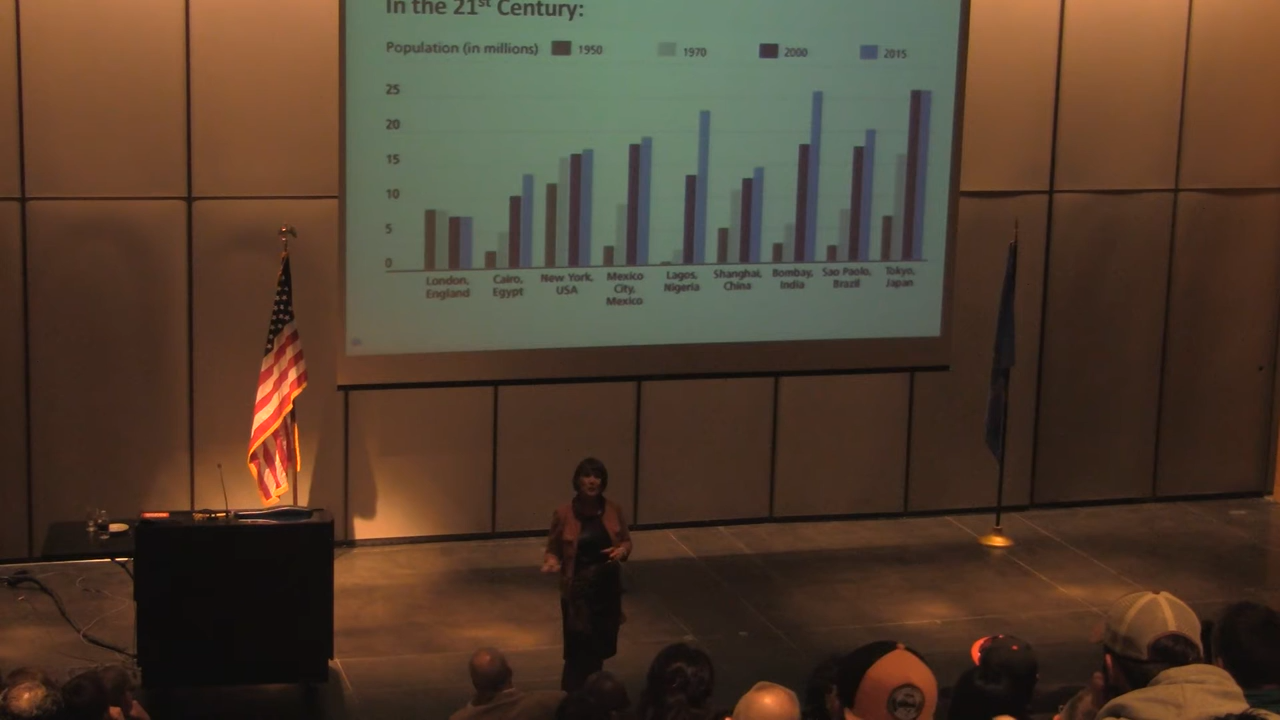 In the 21st Century:
Population (in millions) 1950 1970 2000 2015
25
20
15
10
5
0
London, England
Cairo, Egypt
New York, USA
Mexico City, Mexico
Lagos, Nigeria
Shanghai, China
Bombay, India
Sao Paolo, Brazil
Tokyo, Japan